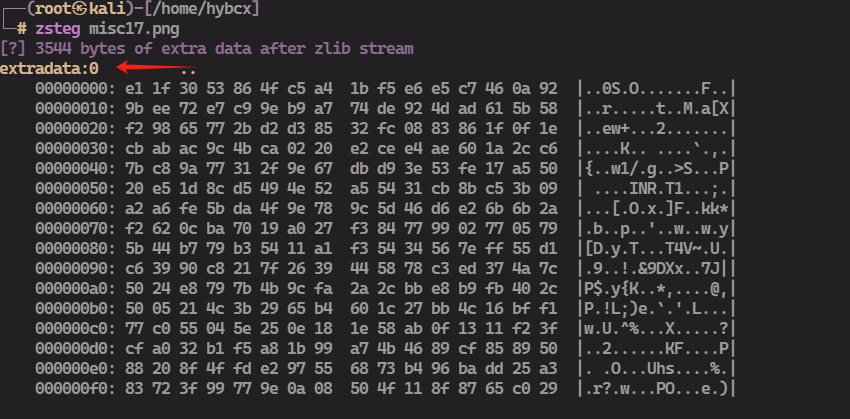 ┌──(root㉿kali)-[/home/hybcx]
└─# zsteg misc17.png
[?] 3544 bytes of extra data after zlib stream
extradata:0         ..
    00000000: e1 1f 30 53 86 4f c5 a4  1b f5 e6 e5 c7 46 0a 92  |..0S.O.......F..|
    00000010: 9b ee 72 e7 c9 9e b9 a7  74 de 92 4d ad 61 5b 58  |..r.....t..M.a[X|
    00000020: f2 98 65 77 2b d2 d3 85  32 fc 08 83 86 1f 0f 1e  |..ew+...2.......|
    00000030: cb ab ac 9c 4b ca 02 20  e2 ce e4 ae 60 1a 2c c6  |....K.. ....`.,.|
    00000040: 7b c8 9a 77 31 2f 9e 67  db d9 3e 53 fe 17 a5 50  |{..w1/.g..>S...P|
    00000050: 20 e5 1d 8c d5 49 4e 52  a5 54 31 cb 8b c5 3b 09  | ....INR.T1...;.|
    00000060: a2 a6 fe 5b da 4f 9e 78  9c 5d 46 d6 e2 6b 6b 2a  |...[.O.x.]F..kk*|
    00000070: f2 62 0c ba 70 19 a0 27  f3 84 77 99 02 77 05 79  |.b..p..'..w..w.y|
    00000080: 5b 44 b7 79 b3 54 11 a1  f3 54 34 56 7e ff 55 d1  |[D.y.T...T4V~.U.|
    00000090: c6 39 90 c8 21 7f 26 39  44 58 78 c3 ed 37 4a 7c  |.9..!.&9DXx..7J||
    000000a0: 50 24 e8 79 7b 4b 9c fa  2a 2c bb e8 b9 fb 40 2c  |P$.y{K..*,....@,|
    000000b0: 50 05 21 4c 3b 29 65 b4  60 1c 27 bb 4c 16 bf f1  |P.!L;)e.`.'.L...|
    000000c0: 77 c0 55 04 5e 25 0e 18  1e 58 ab 0f 13 11 f2 3f  |w.U.^%...X.....?|
    000000d0: cf a0 32 b1 f5 a8 1b 99  a7 4b 46 89 cf 85 89 50  |..2......KF....P|
    000000e0: 88 20 8f 4f fd e2 97 55  68 73 b4 96 ba dd 25 a3  |. .O...Uhs....%.|
    000000f0: 83 72 3f 99 77 9e 0a 08  50 4f 11 8f 87 65 c0 29  |.r?.w...PO...e.)|